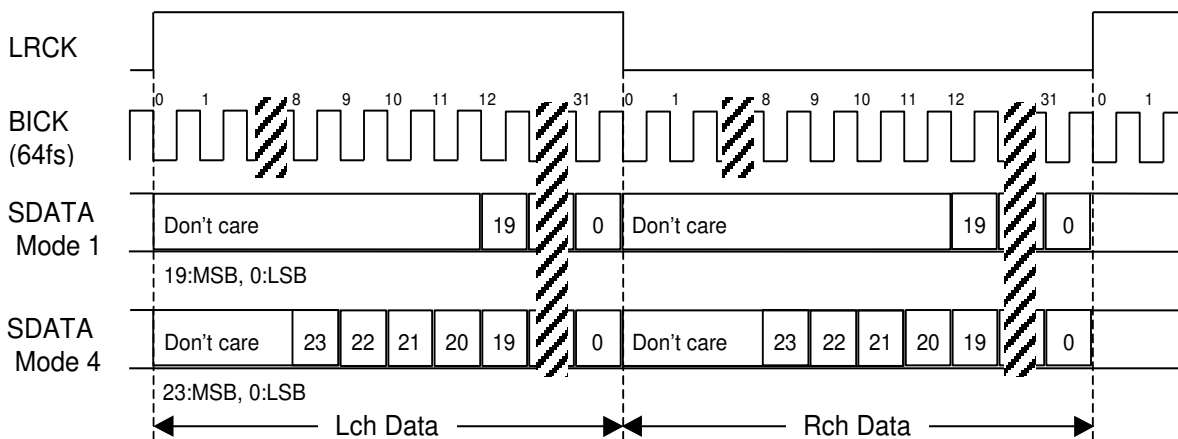 LRCK
0 1 8 9 10 11 12 31 0 1 8 9 10 11 12 31 0 1
BICK
(64fs)
SDATA
Mode 1
Don't care 19 0 Don't care 19 0
19:MSB, 0:LSB
SDATA
Mode 4
Don't care 23 22 21 20 19 0 Don't care 23 22 21 20 19 0
23:MSB, 0:LSB
Lch Data Rch Data